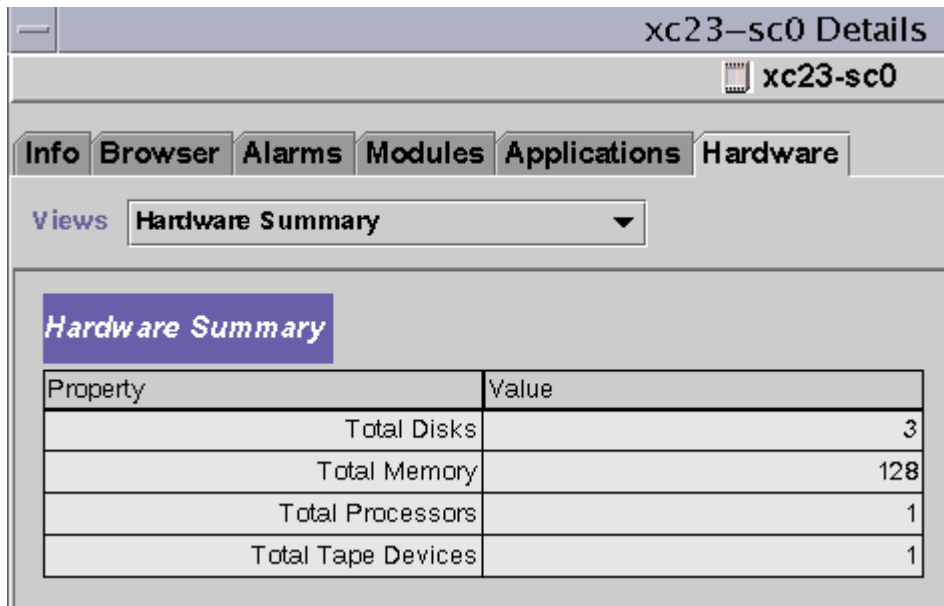 xc23-sc0 Details
xc23-sc0
Info Browser Alarms Modules Applications Hardware
Views Hardware Summary
Hardware Summary
Property Value
Total Disks 3
Total Memory 128
Total Processors 1
Total Tape Devices 1